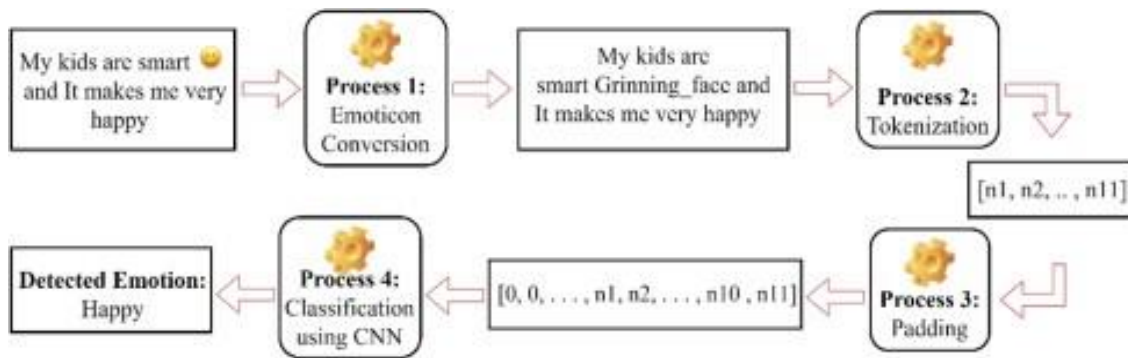 My kids are smart 😀
and It makes me very
happy
Process 1:
Emoticon
Conversion
My kids are
smart Grinning_face and
It makes me very happy
Process 2:
Tokenization
[n1, n2, .. , n11]
Process 3:
Padding
[0, 0, . . . . , n1, n2, . . . . , n10 , n11]
Process 4:
Classification
using CNN
Detected Emotion:
Happy